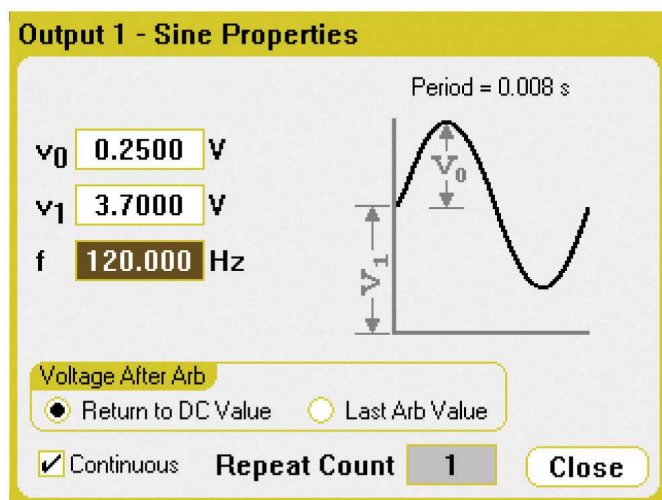 Output 1 - Sine Properties
Period = 0.008 s
v0 0.2500 V
v1 3.7000 V
f 120.000 Hz
V0
V1
Voltage After Arb
Return to DC Value Last Arb Value
Continuous Repeat Count 1 Close